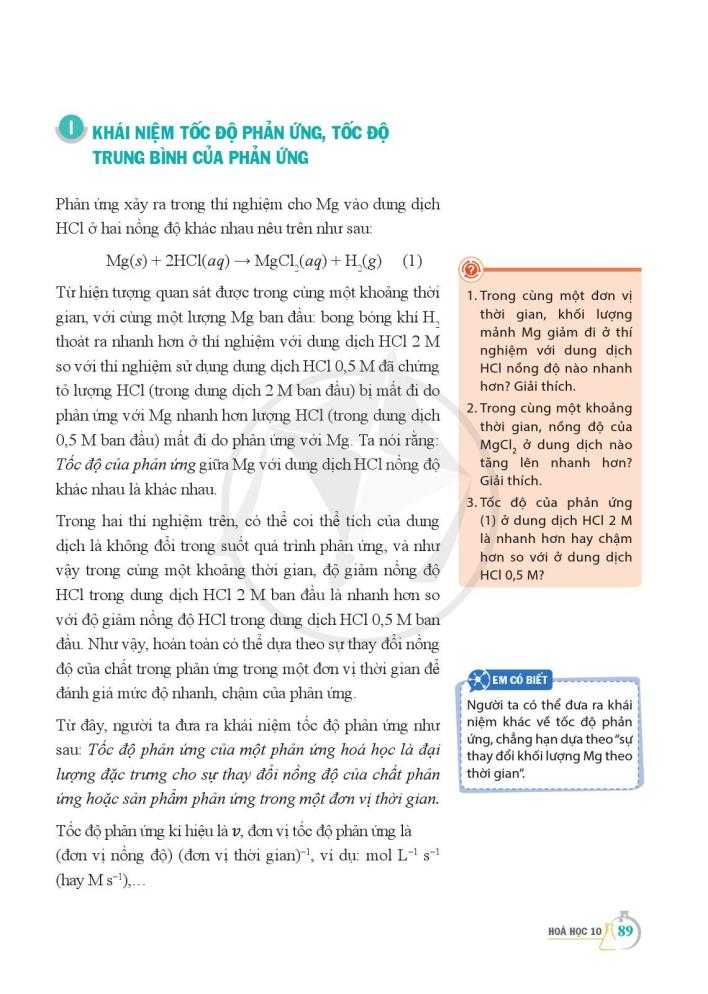 I KHÁI NIỆM TỐC ĐỘ PHẢN ỨNG, TỐC ĐỘ
TRUNG BÌNH CỦA PHẢN ỨNG
Phản ứng xảy ra trong thí nghiệm cho Mg vào dung dịch
HCl ở hai nồng độ khác nhau nêu trên như sau:
Mg(s) + 2HCl(aq) → MgCl₂(aq) + H₂(g) (1)
Từ hiện tượng quan sát được trong cùng một khoảng thời
gian, với cùng một lượng Mg ban đầu: bong bóng khí H₂
thoát ra nhanh hơn ở thí nghiệm với dung dịch HCl 2 M
so với thí nghiệm sử dụng dung dịch HCl 0,5 M đã chứng
tỏ lượng HCl (trong dung dịch 2 M ban đầu) bị mất đi do
phản ứng với Mg nhanh hơn lượng HCl (trong dung dịch
0,5 M ban đầu) mất đi do phản ứng với Mg. Ta nói rằng:
Tốc độ của phản ứng giữa Mg với dung dịch HCl nồng độ
khác nhau là khác nhau.
Trong hai thí nghiệm trên, có thể coi thể tích của dung
dịch là không đổi trong suốt quá trình phản ứng, và như
vậy trong cùng một khoảng thời gian, độ giảm nồng độ
HCl trong dung dịch HCl 2 M ban đầu là nhanh hơn so
với độ giảm nồng độ HCl trong dung dịch HCl 0,5 M ban
đầu. Như vậy, hoàn toàn có thể dựa theo sự thay đổi nồng
độ của chất trong phản ứng trong một đơn vị thời gian để
đánh giá mức độ nhanh, chậm của phản ứng.
Từ đây, người ta đưa ra khái niệm tốc độ phản ứng như
sau: Tốc độ phản ứng của một phản ứng hoá học là đại
lượng đặc trưng cho sự thay đổi nồng độ của chất phản
ứng hoặc sản phẩm phản ứng trong một đơn vị thời gian.
Tốc độ phản ứng kí hiệu là v, đơn vị tốc độ phản ứng là
(đơn vị nồng độ) (đơn vị thời gian)⁻¹, ví dụ: mol L⁻¹ s⁻¹
(hay M s⁻¹),...
?
1. Trong cùng một đơn vị
thời gian, khối lượng
mảnh Mg giảm đi ở thí
nghiệm với dung dịch
HCl nồng độ nào nhanh
hơn? Giải thích.
2. Trong cùng một khoảng
thời gian, nồng độ của
MgCl₂ ở dung dịch nào
tăng lên nhanh hơn?
Giải thích.
3. Tốc độ của phản ứng
(1) ở dung dịch HCl 2 M
là nhanh hơn hay chậm
hơn so với ở dung dịch
HCl 0,5 M?
EM CÓ BIẾT
Người ta có thể đưa ra khái
niệm khác về tốc độ phản
ứng, chẳng hạn dựa theo “sự
thay đổi khối lượng Mg theo
thời gian”.
HOÁ HỌC 10 89